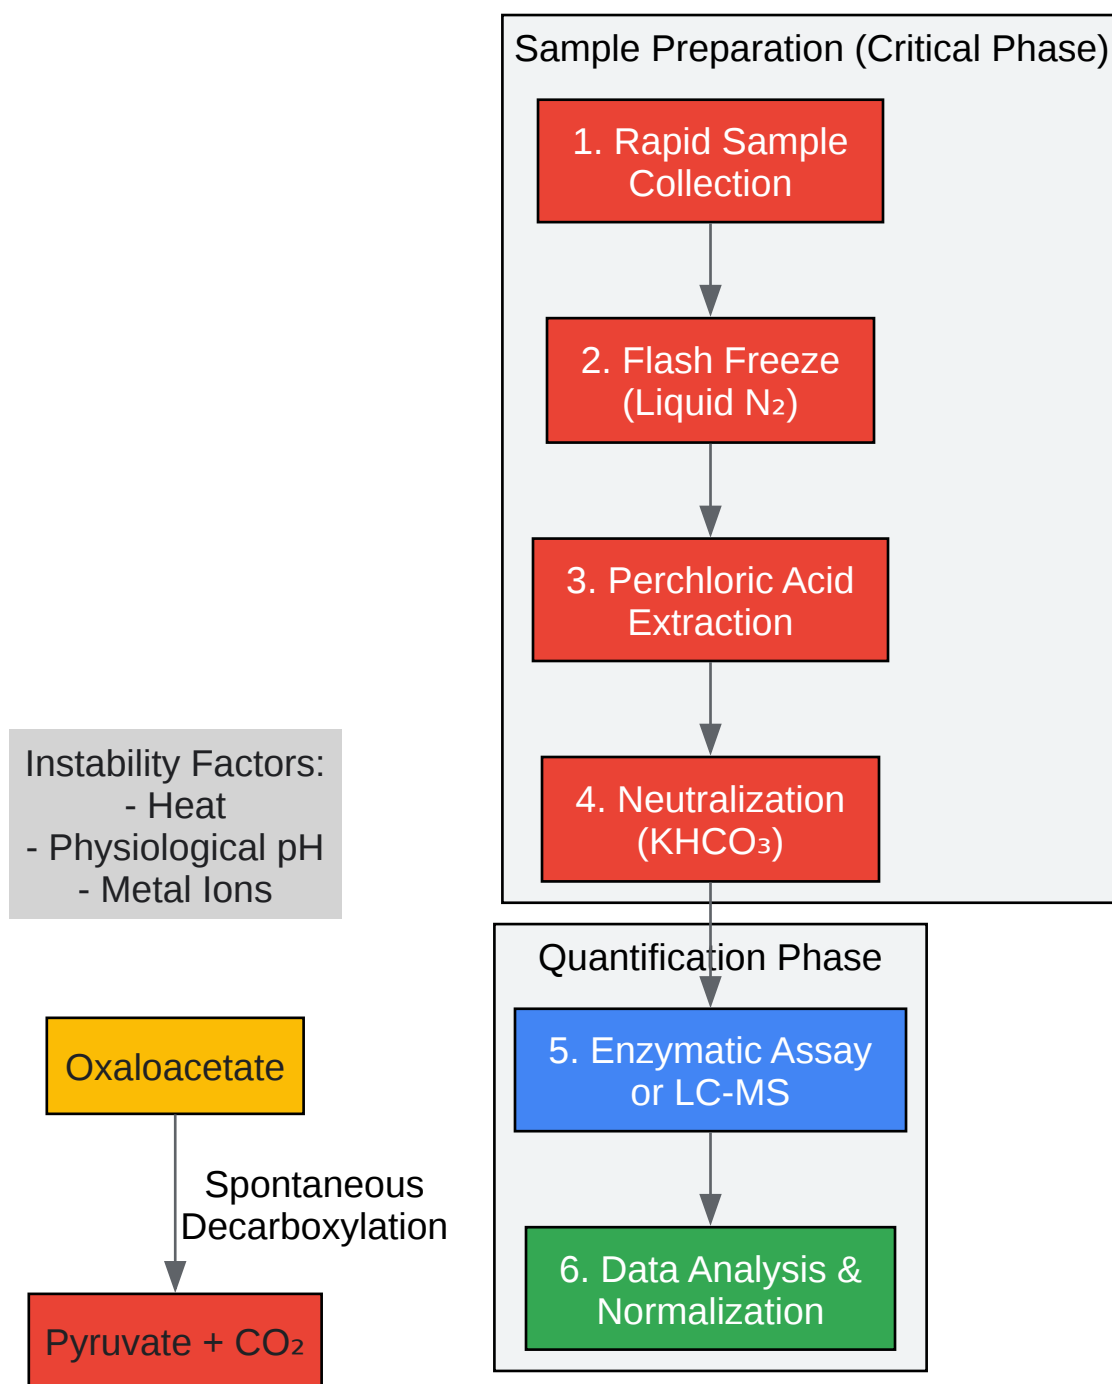 Sample Preparation (Critical Phase)
1. Rapid Sample
Collection
2. Flash Freeze
(Liquid N₂)
3. Perchloric Acid
Extraction
4. Neutralization
(KHCO₃)
Instability Factors:
- Heat
- Physiological pH
- Metal Ions
Quantification Phase
5. Enzymatic Assay
or LC-MS
6. Data Analysis &
Normalization
Oxaloacetate
Spontaneous
Decarboxylation
Pyruvate + CO₂